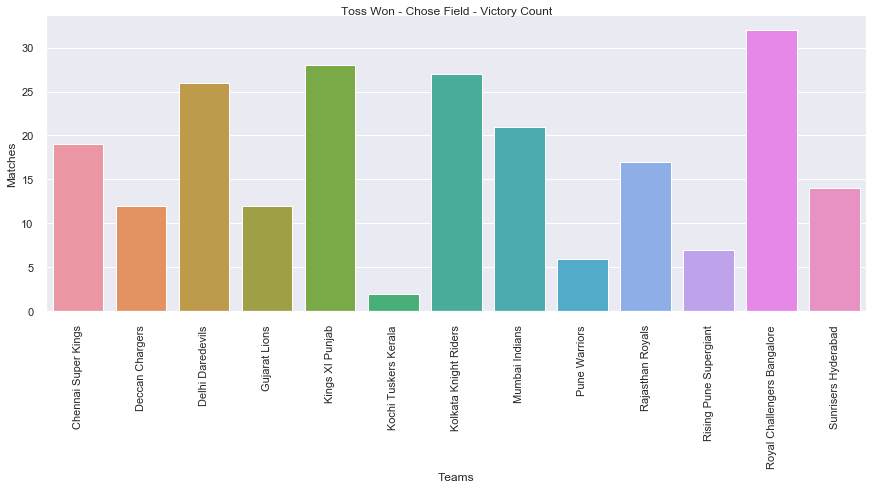 Toss Won - Chose Field - Victory Count
Matches
30
25
20
15
10
5
0
Chennai Super Kings
Deccan Chargers
Delhi Daredevils
Gujarat Lions
Kings XI Punjab
Kochi Tuskers Kerala
Kolkata Knight Riders
Mumbai Indians
Pune Warriors
Rajasthan Royals
Rising Pune Supergiant
Royal Challengers Bangalore
Sunrisers Hyderabad
Teams